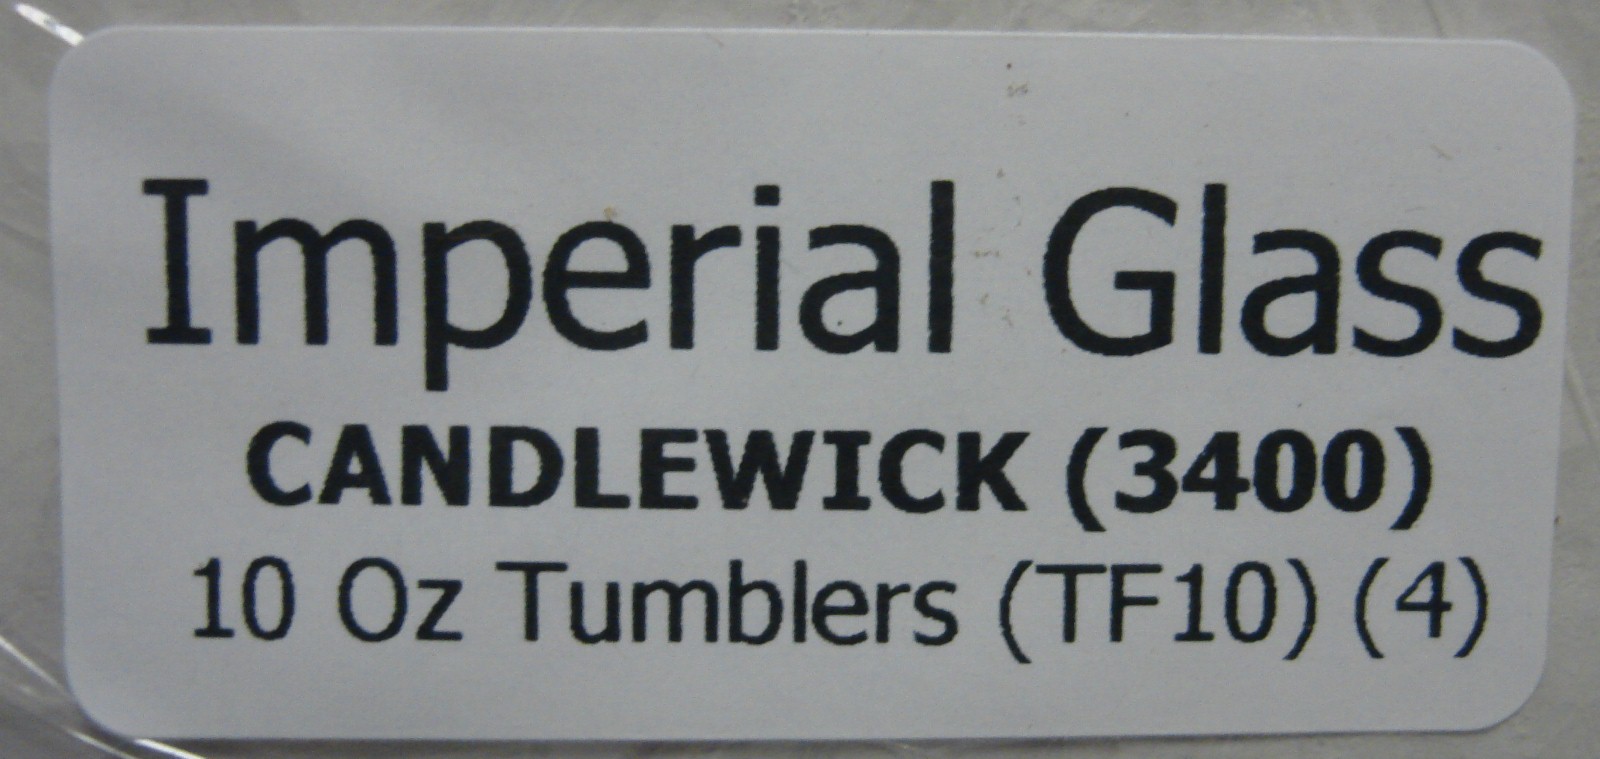 Imperial Glass
CANDLEWICK (3400)
10 Oz Tumblers (TF10) (4)